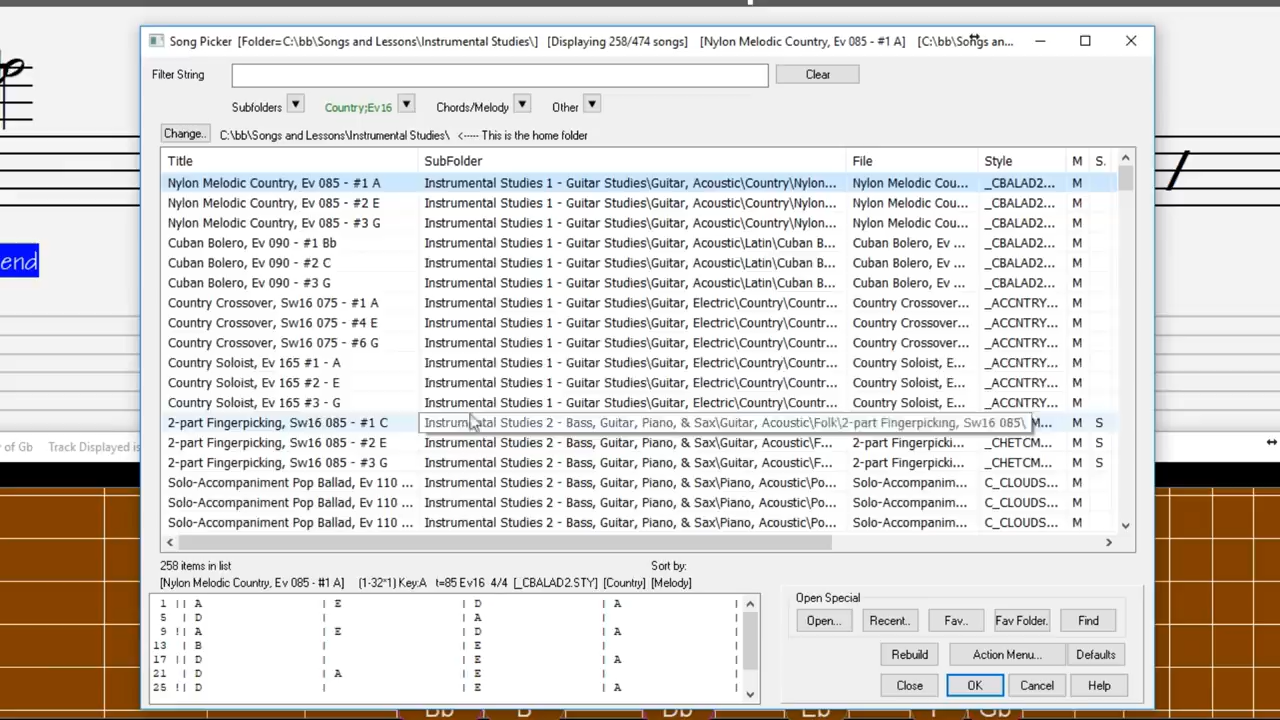 Song Picker [Folder=C:\bb\Songs and Lessons\Instrumental Studies\] [Displaying 258/474 songs] [Nylon Melodic Country, Ev 085 - #1 A] [C:\bb\Songs an...
Filter String Clear
Subfolders Country;Ev16 Chords/Melody Other
Change.. C:\bb\Songs and Lessons\Instrumental Studies\ <----- This is the home folder
Title SubFolder File Style M S.
Nylon Melodic Country, Ev 085 - #1 A Instrumental Studies 1 - Guitar Studies\Guitar, Acoustic\Country\Nylon... Nylon Melodic Cou... _CBALAD2... M
Nylon Melodic Country, Ev 085 - #2 E Instrumental Studies 1 - Guitar Studies\Guitar, Acoustic\Country\Nylon... Nylon Melodic Cou... _CBALAD2... M
Nylon Melodic Country, Ev 085 - #3 G Instrumental Studies 1 - Guitar Studies\Guitar, Acoustic\Country\Nylon... Nylon Melodic Cou... _CBALAD2... M
Cuban Bolero, Ev 090 - #1 Bb Instrumental Studies 1 - Guitar Studies\Guitar, Acoustic\Latin\Cuban B... Cuban Bolero, Ev ... _CBALAD2... M
end Cuban Bolero, Ev 090 - #2 C Instrumental Studies 1 - Guitar Studies\Guitar, Acoustic\Latin\Cuban B... Cuban Bolero, Ev ... _CBALAD2... M
Cuban Bolero, Ev 090 - #3 G Instrumental Studies 1 - Guitar Studies\Guitar, Acoustic\Latin\Cuban B... Cuban Bolero, Ev ... _CBALAD2... M
Country Crossover, Sw16 075 - #1 A Instrumental Studies 1 - Guitar Studies\Guitar, Electric\Country\Countr... Country Crossover... _ACCNTRY... M
Country Crossover, Sw16 075 - #4 E Instrumental Studies 1 - Guitar Studies\Guitar, Electric\Country\Countr... Country Crossover... _ACCNTRY... M
Country Crossover, Sw16 075 - #6 G Instrumental Studies 1 - Guitar Studies\Guitar, Electric\Country\Countr... Country Crossover... _ACCNTRY... M
Country Soloist, Ev 165 #1 - A Instrumental Studies 1 - Guitar Studies\Guitar, Electric\Country\Countr... Country Soloist, E... _ACCNTRY... M
Country Soloist, Ev 165 #2 - E Instrumental Studies 1 - Guitar Studies\Guitar, Electric\Country\Countr... Country Soloist, E... _ACCNTRY... M
Country Soloist, Ev 165 #3 - G Instrumental Studies 1 - Guitar Studies\Guitar, Electric\Country\Countr... Country Soloist, E... _ACCNTRY... M
2-part Fingerpicking, Sw16 085 - #1 C Instrumental Studies 2 - Bass, Guitar, Piano, & Sax\Guitar, Acoustic\Folk\2-part Fingerpicking, Sw16 085\ M... M S
y of Gb Track Displayed 2-part Fingerpicking, Sw16 085 - #2 E Instrumental Studies 2 - Bass, Guitar, Piano, & Sax\Guitar, Acoustic\F... 2-part Fingerpicki... _CHETCM... M S
2-part Fingerpicking, Sw16 085 - #3 G Instrumental Studies 2 - Bass, Guitar, Piano, & Sax\Guitar, Acoustic\F... 2-part Fingerpicki... _CHETCM... M S
Solo-Accompaniment Pop Ballad, Ev 110 ... Instrumental Studies 2 - Bass, Guitar, Piano, & Sax\Piano, Acoustic\Po... Solo-Accompanim... C_CLOUDS... M
Solo-Accompaniment Pop Ballad, Ev 110 ... Instrumental Studies 2 - Bass, Guitar, Piano, & Sax\Piano, Acoustic\Po... Solo-Accompanim... C_CLOUDS... M
Solo-Accompaniment Pop Ballad, Ev 110 ... Instrumental Studies 2 - Bass, Guitar, Piano, & Sax\Piano, Acoustic\Po... Solo-Accompanim... C_CLOUDS... M
258 items in list Sort by:
[Nylon Melodic Country, Ev 085 - #1 A] (1-32*1) Key:A t=85 Ev16 4/4 [_CBALAD2.STY] [Country] [Melody]
1 || A | E | D | A |
5 | D | | A | |
9 !| A | E | D | A |
13 | B | | E | |
17 !| D | | E | A |
21 | D | A | E | |
25 !| D | | E | A |
Open Special
Open... Recent.. Fav.. Fav Folder. Find
Rebuild Action Menu... Defaults
Close OK Cancel Help
Bb B Db Eb F Gb